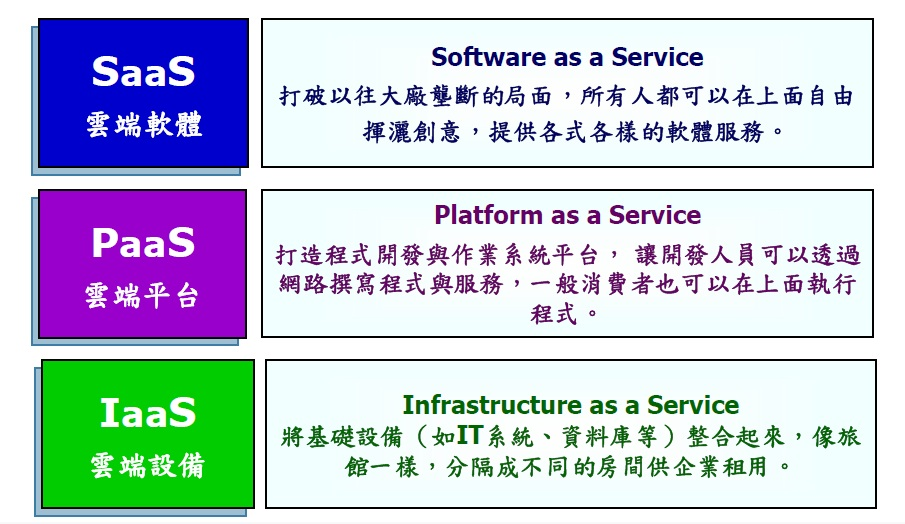 SaaS
雲端軟體
Software as a Service
打破以往大廠壟斷的局面，所有人都可以在上面自由
揮灑創意，提供各式各樣的軟體服務。
PaaS
雲端平台
Platform as a Service
打造程式開發與作業系統平台， 讓開發人員可以透過
網路撰寫程式與服務，一般消費者也可以在上面執行
程式。
IaaS
雲端設備
Infrastructure as a Service
將基礎設備（如IT系統、資料庫等）整合起來，像旅
館一樣，分隔成不同的房間供企業租用。